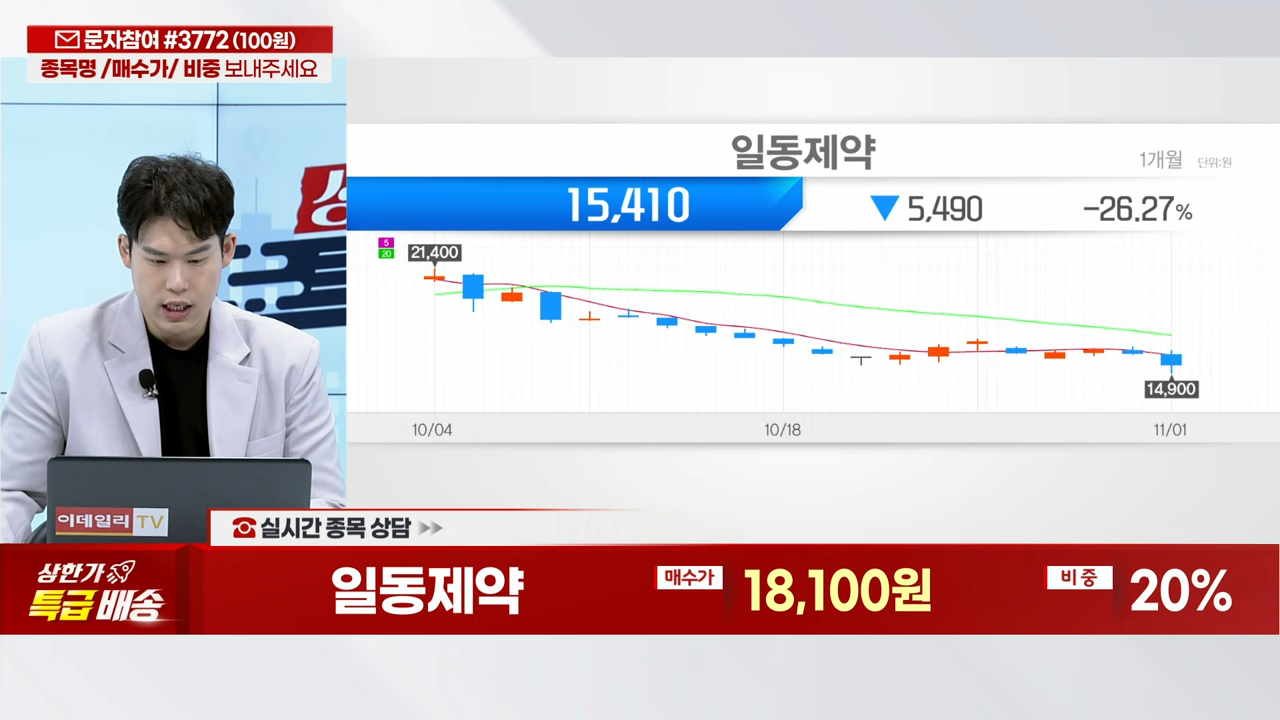 문자참여 #3772 (100원)
종목명 /매수가/ 비중 보내주세요
일동제약
1개월 단위:원
15,410
▼ 5,490
-26.27%
5
20
21,400
14,900
10/04
10/18
11/01
이데일리 TV
실시간 종목 상담
상한가
특급 배송
일동제약
매수가
18,100원
비중
20%